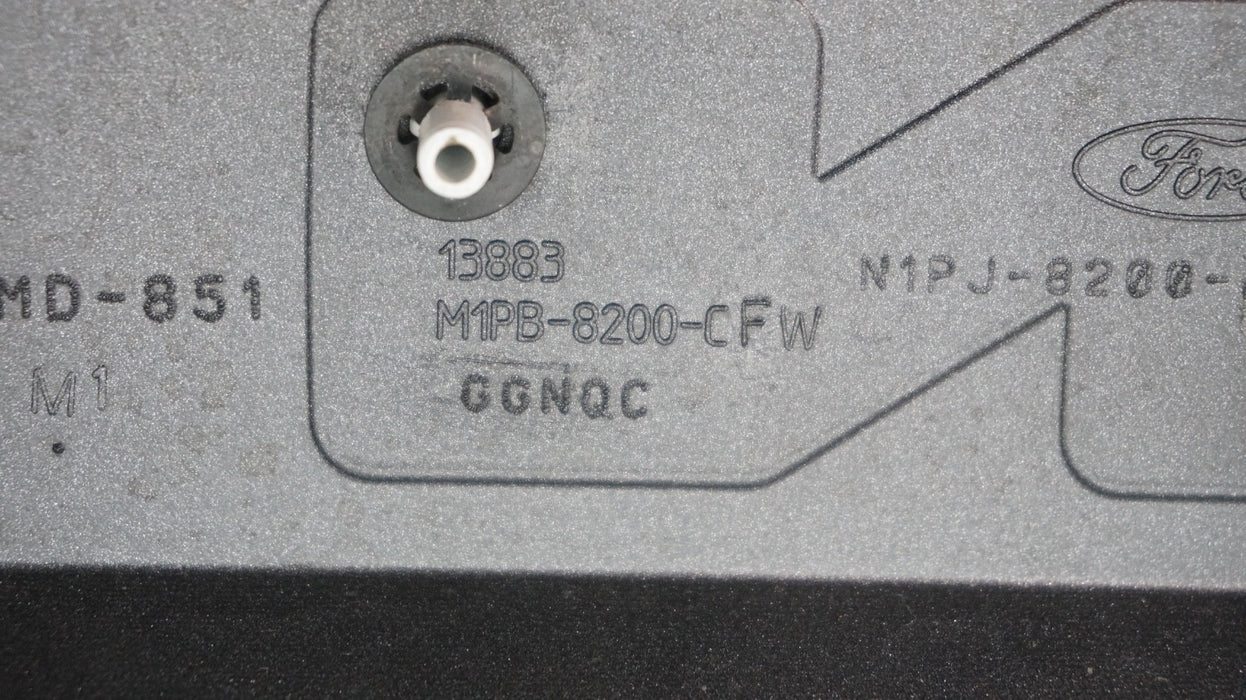 Ford
13883
MD-851
N1PJ-8200-
M1PB-8200-CFW
GGNQC
M1